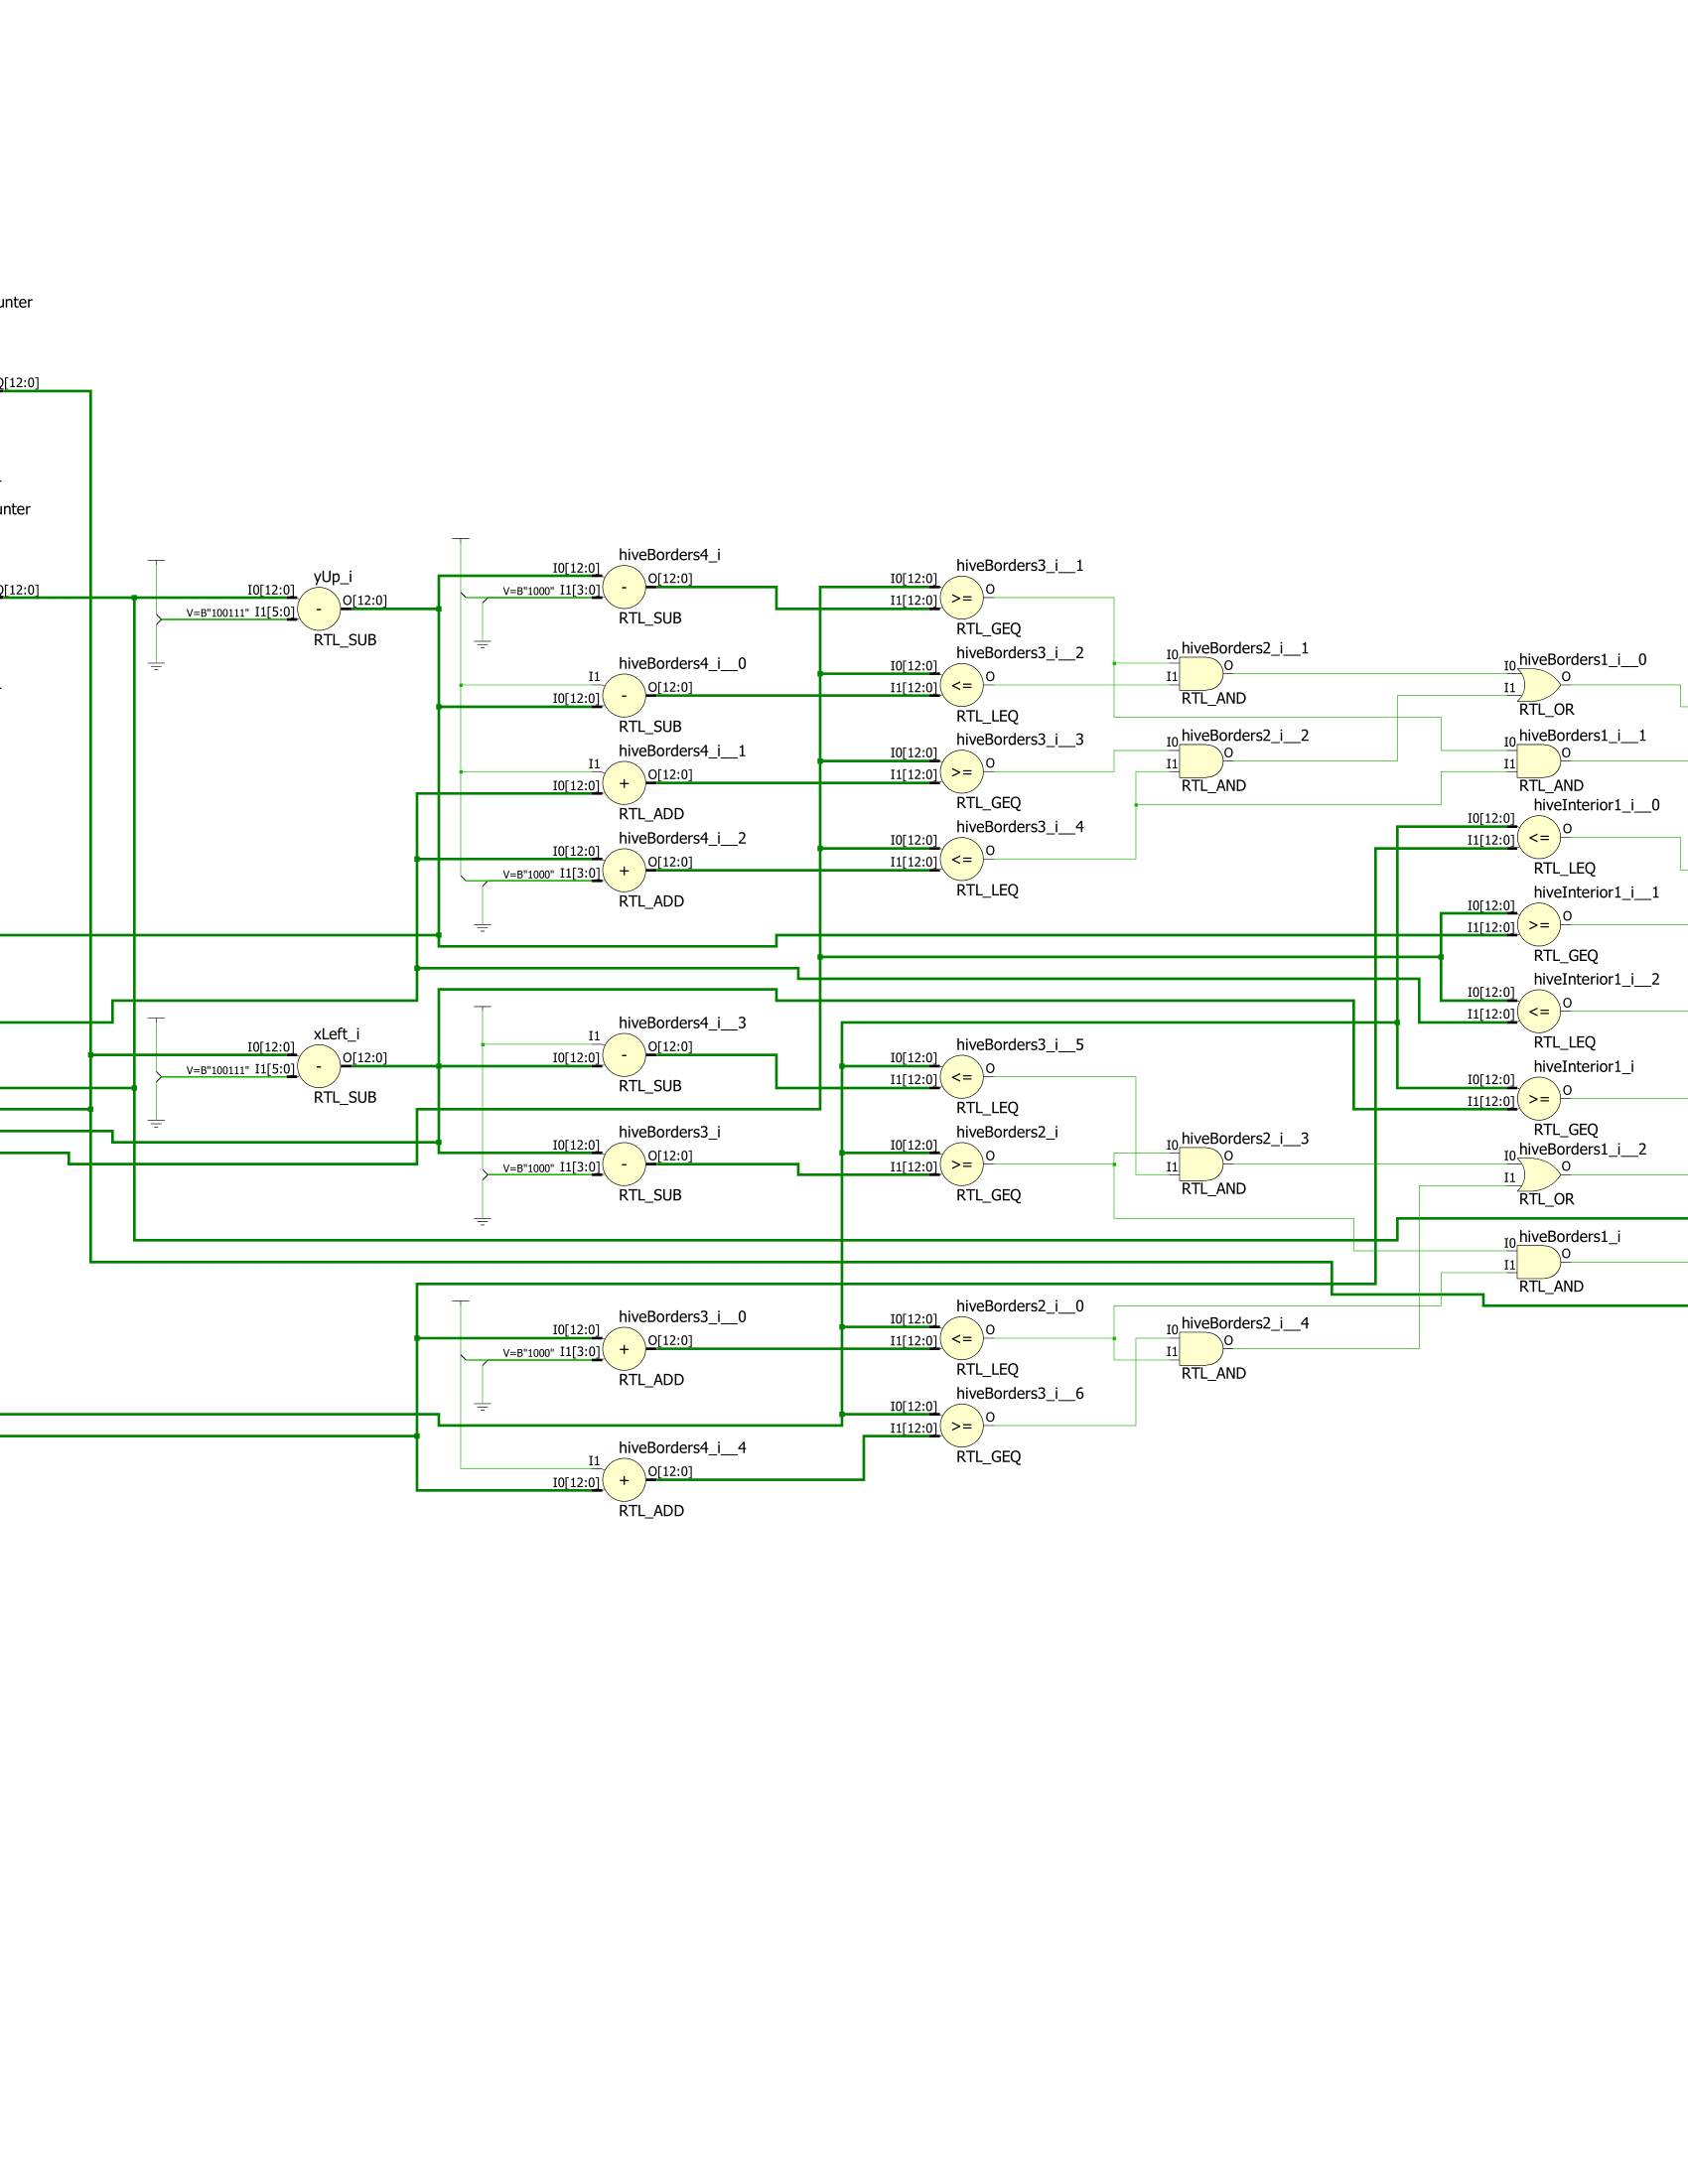 unter
Q[12:0]
unter
Q[12:0]
yUp_i
I0[12:0]
O[12:0]
V=B"100111" I1[5:0]
-
RTL_SUB
xLeft_i
I0[12:0]
O[12:0]
V=B"100111" I1[5:0]
-
RTL_SUB
hiveBorders4_i
I0[12:0]
O[12:0]
V=B"1000" I1[3:0]
-
RTL_SUB
hiveBorders4_i__0
I1
O[12:0]
I0[12:0]
-
RTL_SUB
hiveBorders4_i__1
I1
O[12:0]
I0[12:0]
+
RTL_ADD
hiveBorders4_i__2
I0[12:0]
O[12:0]
V=B"1000" I1[3:0]
+
RTL_ADD
hiveBorders4_i__3
I1
O[12:0]
I0[12:0]
-
RTL_SUB
hiveBorders3_i
I0[12:0]
O[12:0]
V=B"1000" I1[3:0]
-
RTL_SUB
hiveBorders3_i__0
I0[12:0]
O[12:0]
V=B"1000" I1[3:0]
+
RTL_ADD
hiveBorders4_i__4
I1
O[12:0]
I0[12:0]
+
RTL_ADD
hiveBorders3_i__1
I0[12:0]
O
I1[12:0]
>=
RTL_GEQ
hiveBorders3_i__2
I0[12:0]
O
I1[12:0]
<=
RTL_LEQ
hiveBorders3_i__3
I0[12:0]
O
I1[12:0]
>=
RTL_GEQ
hiveBorders3_i__4
I0[12:0]
O
I1[12:0]
<=
RTL_LEQ
hiveBorders3_i__5
I0[12:0]
O
I1[12:0]
<=
RTL_LEQ
hiveBorders2_i
I0[12:0]
O
I1[12:0]
>=
RTL_GEQ
hiveBorders2_i__0
I0[12:0]
O
I1[12:0]
<=
RTL_LEQ
hiveBorders3_i__6
I0[12:0]
O
I1[12:0]
>=
RTL_GEQ
hiveBorders2_i__1
I0
O
I1
RTL_AND
hiveBorders2_i__2
I0
O
I1
RTL_AND
hiveBorders2_i__3
I0
O
I1
RTL_AND
hiveBorders2_i__4
I0
O
I1
RTL_AND
hiveBorders1_i__0
I0
O
I1
RTL_OR
hiveBorders1_i__1
I0
O
I1
RTL_AND
hiveInterior1_i__0
I0[12:0]
O
I1[12:0]
<=
RTL_LEQ
hiveInterior1_i__1
I0[12:0]
O
I1[12:0]
>=
RTL_GEQ
hiveInterior1_i__2
I0[12:0]
O
I1[12:0]
<=
RTL_LEQ
hiveInterior1_i
I0[12:0]
O
I1[12:0]
>=
RTL_GEQ
hiveBorders1_i__2
I0
O
I1
RTL_OR
hiveBorders1_i
I0
O
I1
RTL_AND